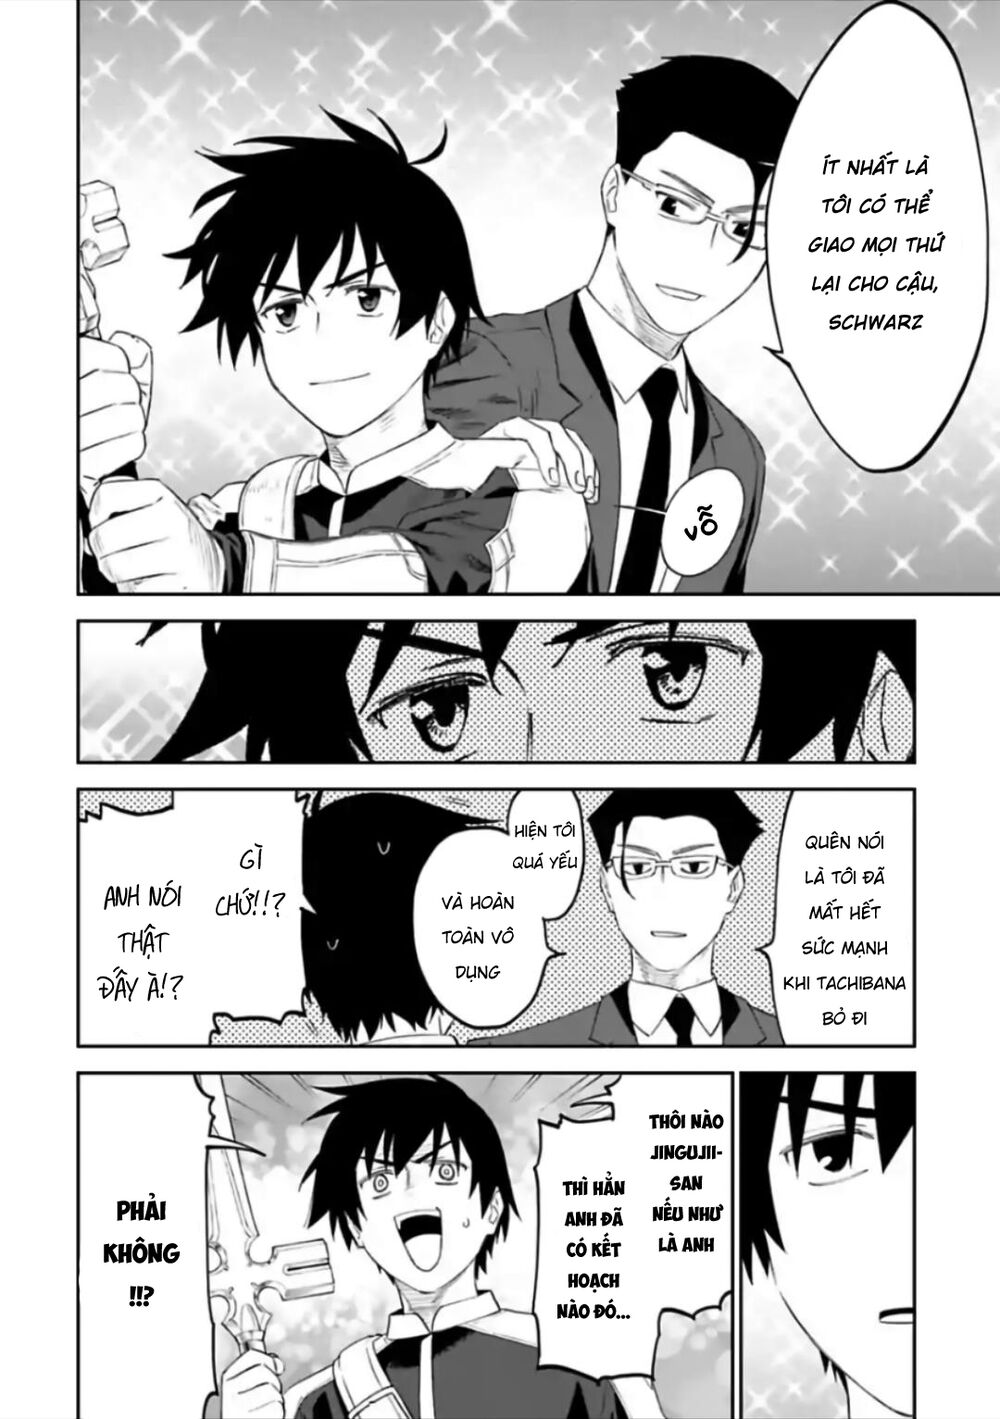 ÍT NHẤT LÀ
TÔI CÓ THỂ
GIAO MỌI THỨ
LẠI CHO CẬU,
SCHWARZ
VỖ
QUÊN NÓI
LÀ TÔI ĐÃ
MẤT HẾT
SỨC MẠNH
KHI TACHIBANA
BỎ ĐI
HIỆN TÔI
QUÁ YẾU
VÀ HOÀN
TOÀN VÔ
DỤNG
GÌ
CHỨ!!?
ANH NÓI
THẬT
ĐẤY À!?
THÔI NÀO
JINGUJII-
SAN
NẾU NHƯ
LÀ ANH
THÌ HẲN
ANH ĐÃ
CÓ KẾT
HOẠCH
NÀO ĐÓ...
PHẢI
KHÔNG
!!?